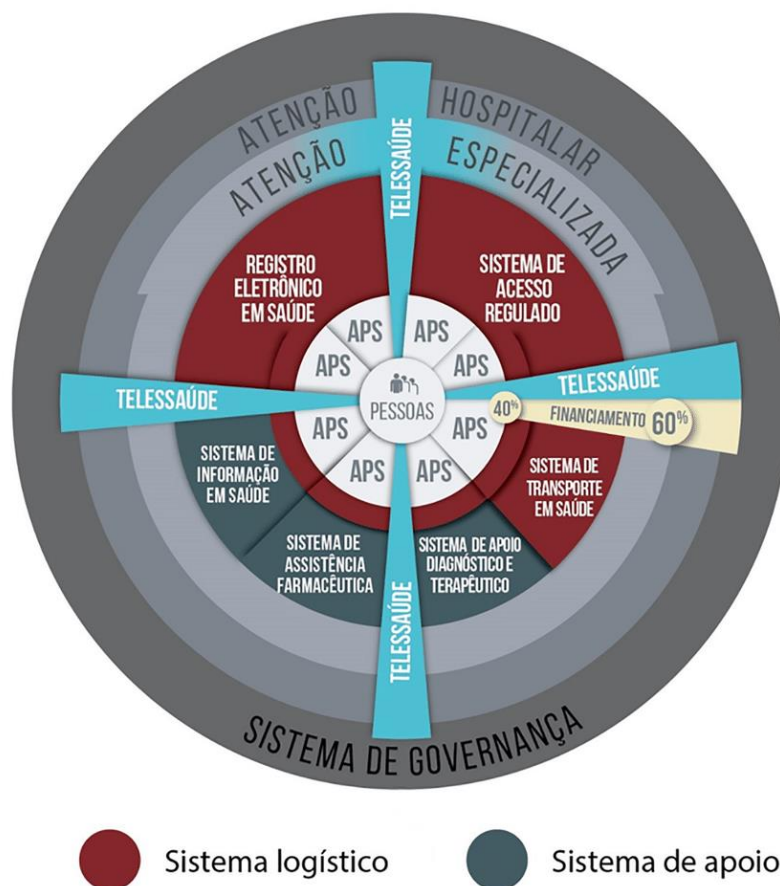 ATENÇÃO HOSPITALAR
ATENÇÃO ESPECIALIZADA
TELESSAÚDE
REGISTRO
ELETRÔNICO
EM SAÚDE
SISTEMA DE
ACESSO
REGULADO
APS
APS
APS
APS
TELESSAÚDE
PESSOAS
TELESSAÚDE
40%
FINANCIAMENTO
60%
APS
APS
APS
APS
SISTEMA DE
INFORMAÇÃO
EM SAÚDE
SISTEMA DE
TRANSPORTE
EM SAÚDE
SISTEMA DE
ASSISTÊNCIA
FARMACÊUTICA
SISTEMA DE APOIO
DIAGNÓSTICO E
TERAPÊUTICO
TELESSAÚDE
SISTEMA DE GOVERNANÇA
Sistema logístico
Sistema de apoio